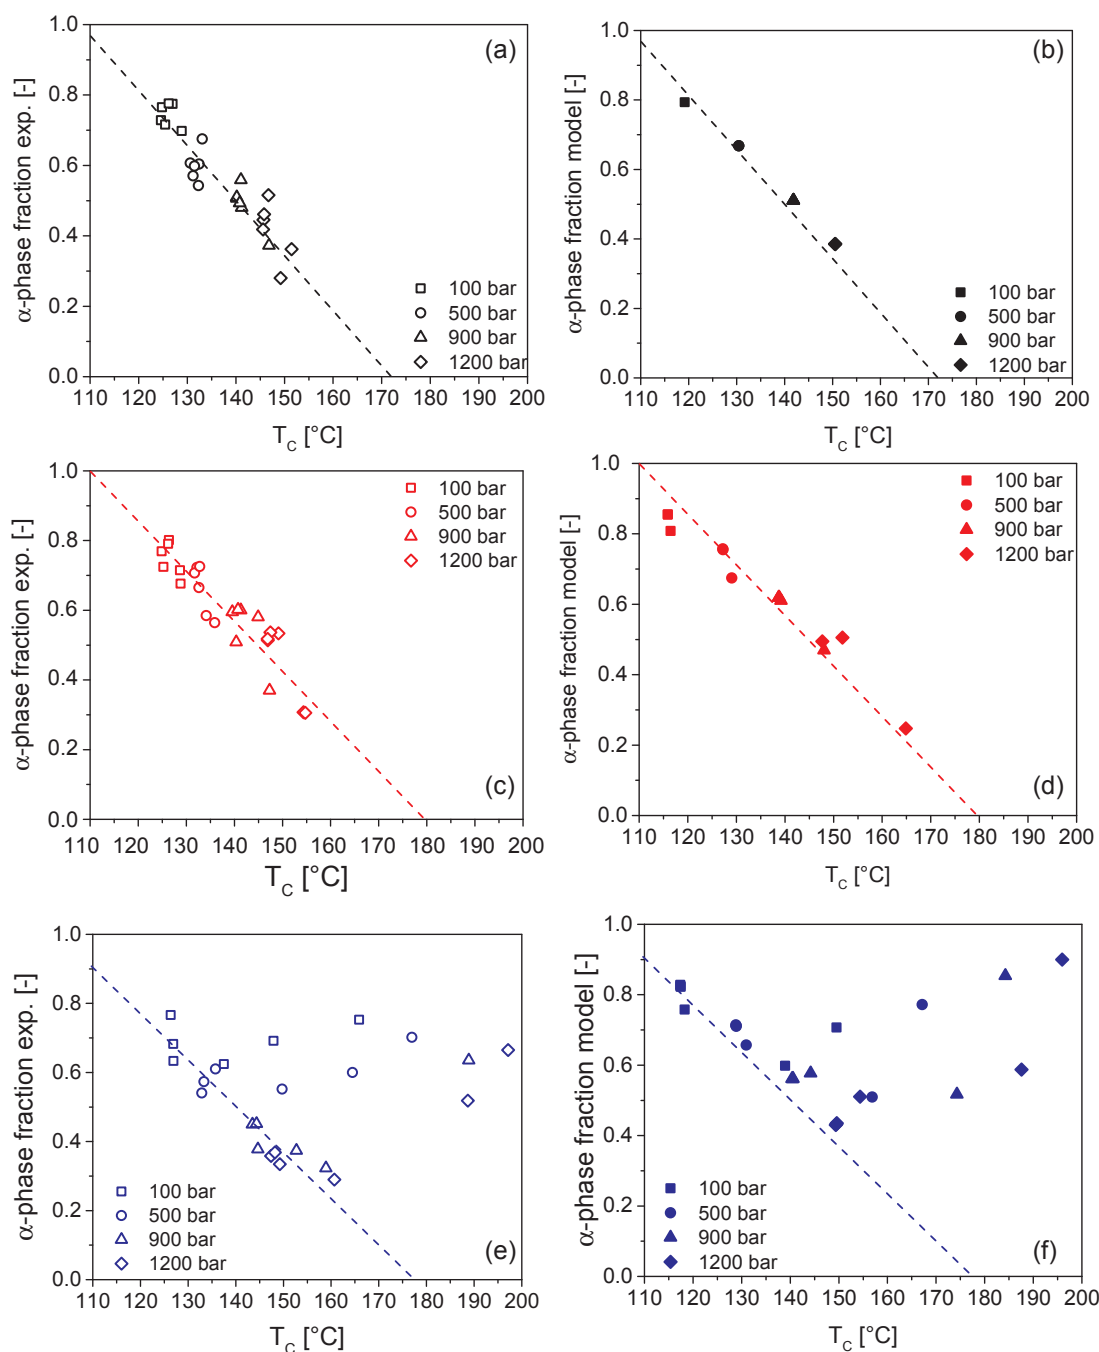 (a)
α-phase fraction exp. [-]
1.0
0.8
0.6
0.4
0.2
0.0
100 bar
500 bar
900 bar
1200 bar
110 120 130 140 150 160 170 180 190 200
T_C [°C]
(b)
α-phase fraction model [-]
1.0
0.8
0.6
0.4
0.2
0.0
100 bar
500 bar
900 bar
1200 bar
110 120 130 140 150 160 170 180 190 200
T_C [°C]
α-phase fraction exp. [-]
1.0
0.8
0.6
0.4
0.2
0.0
100 bar
500 bar
900 bar
1200 bar
(c)
110 120 130 140 150 160 170 180 190 200
T_C [°C]
α-phase fraction model [-]
1.0
0.8
0.6
0.4
0.2
0.0
100 bar
500 bar
900 bar
1200 bar
(d)
110 120 130 140 150 160 170 180 190 200
T_C [°C]
α-phase fraction exp. [-]
1.0
0.8
0.6
0.4
0.2
0.0
100 bar
500 bar
900 bar
1200 bar
(e)
110 120 130 140 150 160 170 180 190 200
T_C [°C]
α-phase fraction model [-]
1.0
0.8
0.6
0.4
0.2
0.0
100 bar
500 bar
900 bar
1200 bar
(f)
110 120 130 140 150 160 170 180 190 200
T_C [°C]